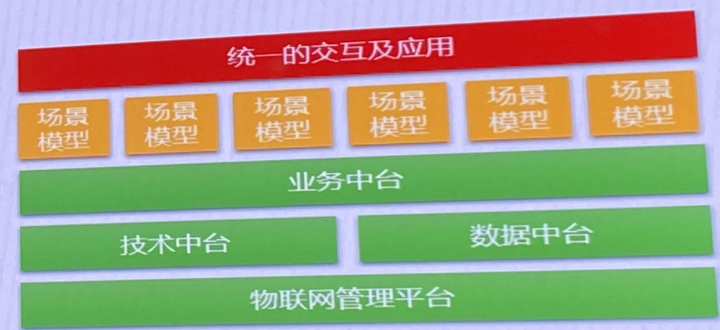 统一的交互及应用
场景
模型
场景
模型
场景
模型
场景
模型
场景
模型
场景
模型
业务中台
技术中台
数据中台
物联网管理平台